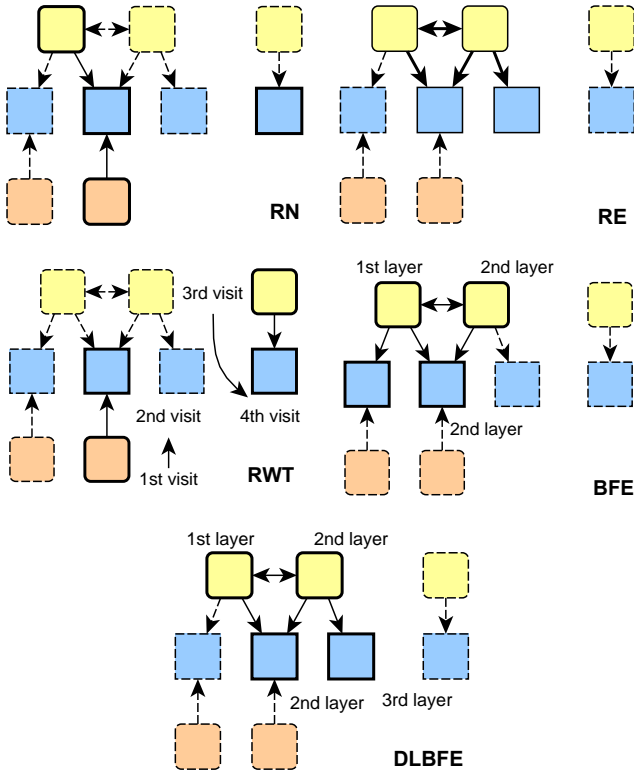 RN
RE
1st layer
2nd layer
3rd visit
2nd visit
4th visit
1st visit
RWT
2nd layer
BFE
1st layer
2nd layer
2nd layer
3rd layer
DLBFE